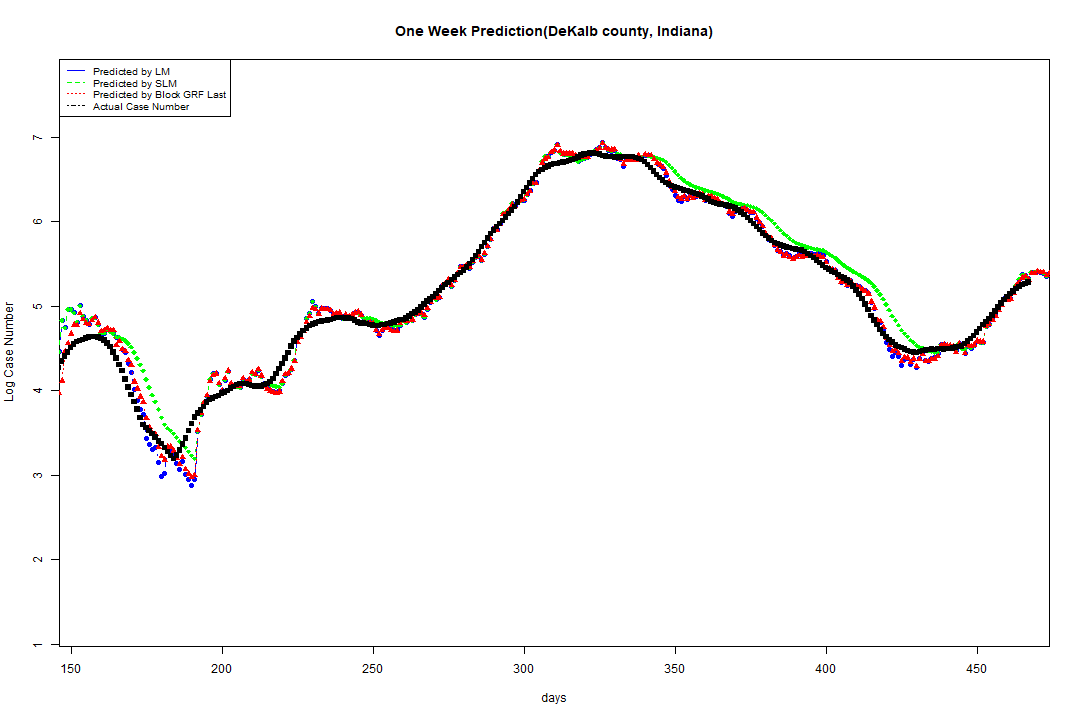 One Week Prediction(DeKalb county, Indiana)
Predicted by LM
Predicted by SLM
Predicted by Block GRF Last
Actual Case Number
Log Case Number
7
6
5
4
3
2
1
150 200 250 300 350 400 450
days